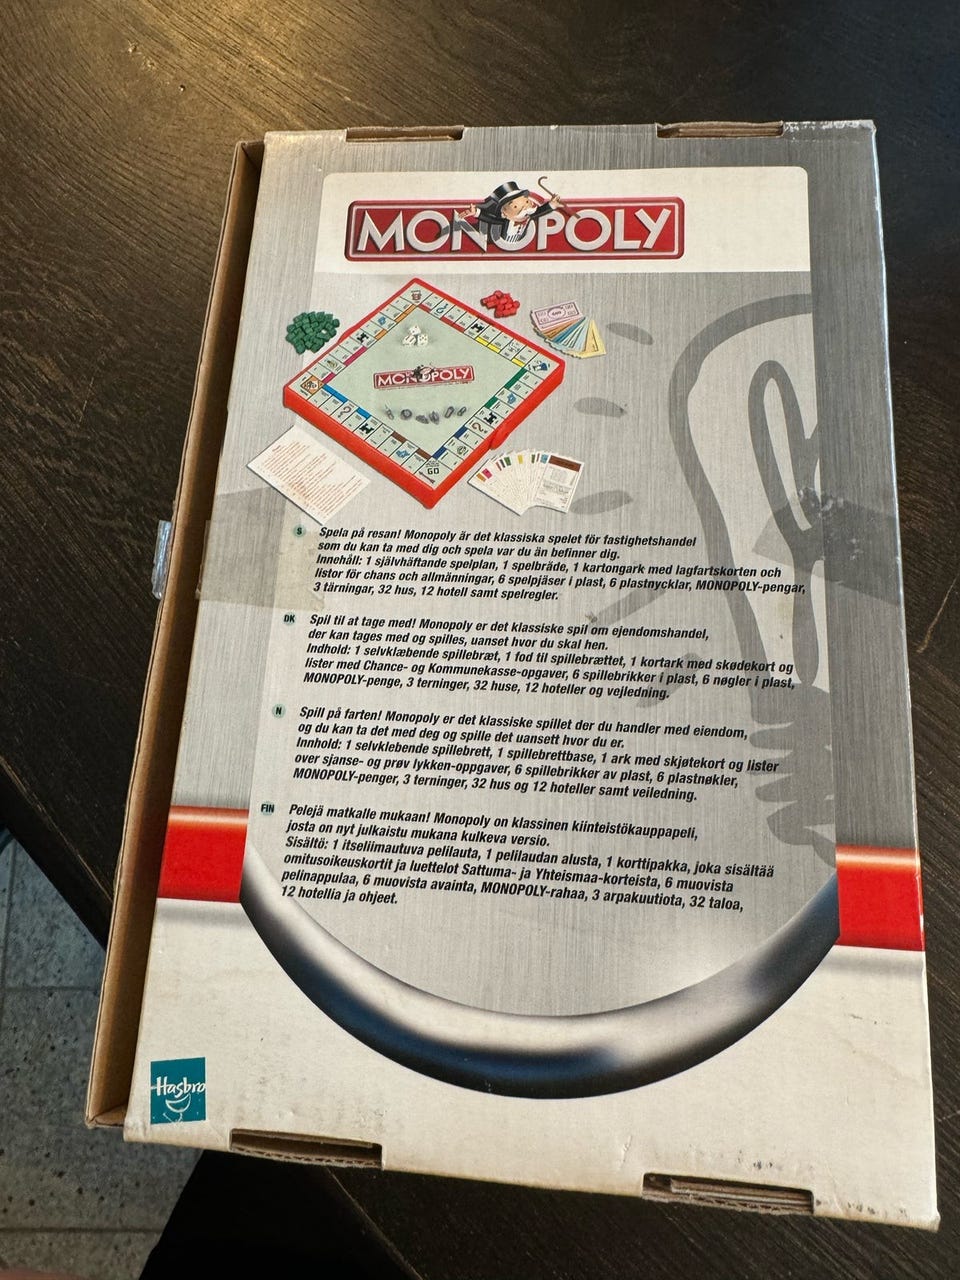 MONOPOLY
MONOPOLY
GO
S
Spela på resan! Monopoly är det klassiska spelet för fastighetshandel
som du kan ta med dig och spela var du än befinner dig.
Innehåll: 1 självhäftande spelplan, 1 spelbräde, 1 kartongark med lagfartskorten och
listor för chans och allmänningar, 6 spelpjäser i plast, 6 plastnycklar, MONOPOLY-pengar,
3 tärningar, 32 hus, 12 hotell samt spelregler.
DK
Spil til at tage med! Monopoly er det klassiske spil om ejendomshandel,
der kan tages med og spilles, uanset hvor du skal hen.
Indhold: 1 selvklæbende spillebræt, 1 fod til spillebrættet, 1 kortark med skødekort og
lister med Chance- og Kommunekasse-opgaver, 6 spillebrikker i plast, 6 nøgler i plast,
MONOPOLY-penge, 3 terninger, 32 huse, 12 hoteller og vejledning.
N
Spill på farten! Monopoly er det klassiske spillet der du handler med eiendom,
og du kan ta det med deg og spille det uansett hvor du er.
Innhold: 1 selvklebende spillebrett, 1 spillebrettbase, 1 ark med skjøtekort og lister
over sjanse- og prøv lykken-oppgaver, 6 spillebrikker av plast, 6 plastnøkler,
MONOPOLY-penger, 3 terninger, 32 hus og 12 hoteller samt veiledning.
FIN
Pelejä matkalle mukaan! Monopoly on klassinen kiinteistökauppapeli,
josta on nyt julkaistu mukana kulkeva versio.
Sisältö: 1 itseliimautuva pelilauta, 1 pelilaudan alusta, 1 korttipakka, joka sisältää
omitusoikeuskortit ja luettelot Sattuma- ja Yhteismaa-korteista, 6 muovista
pelinappulaa, 6 muovista avainta, MONOPOLY-rahaa, 3 arpakuutiota, 32 taloa,
12 hotellia ja ohjeet.
Hasbro